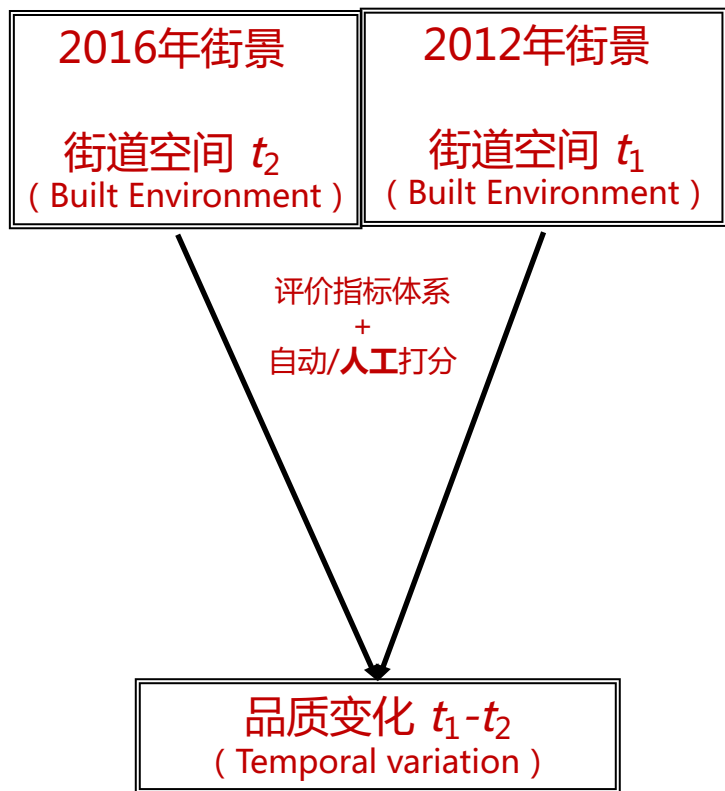 2016年街景
街道空间 t₂
( Built Environment )
2012年街景
街道空间 t₁
( Built Environment )
评价指标体系
+
自动/人工打分
品质变化 t₁-t₂
( Temporal variation )